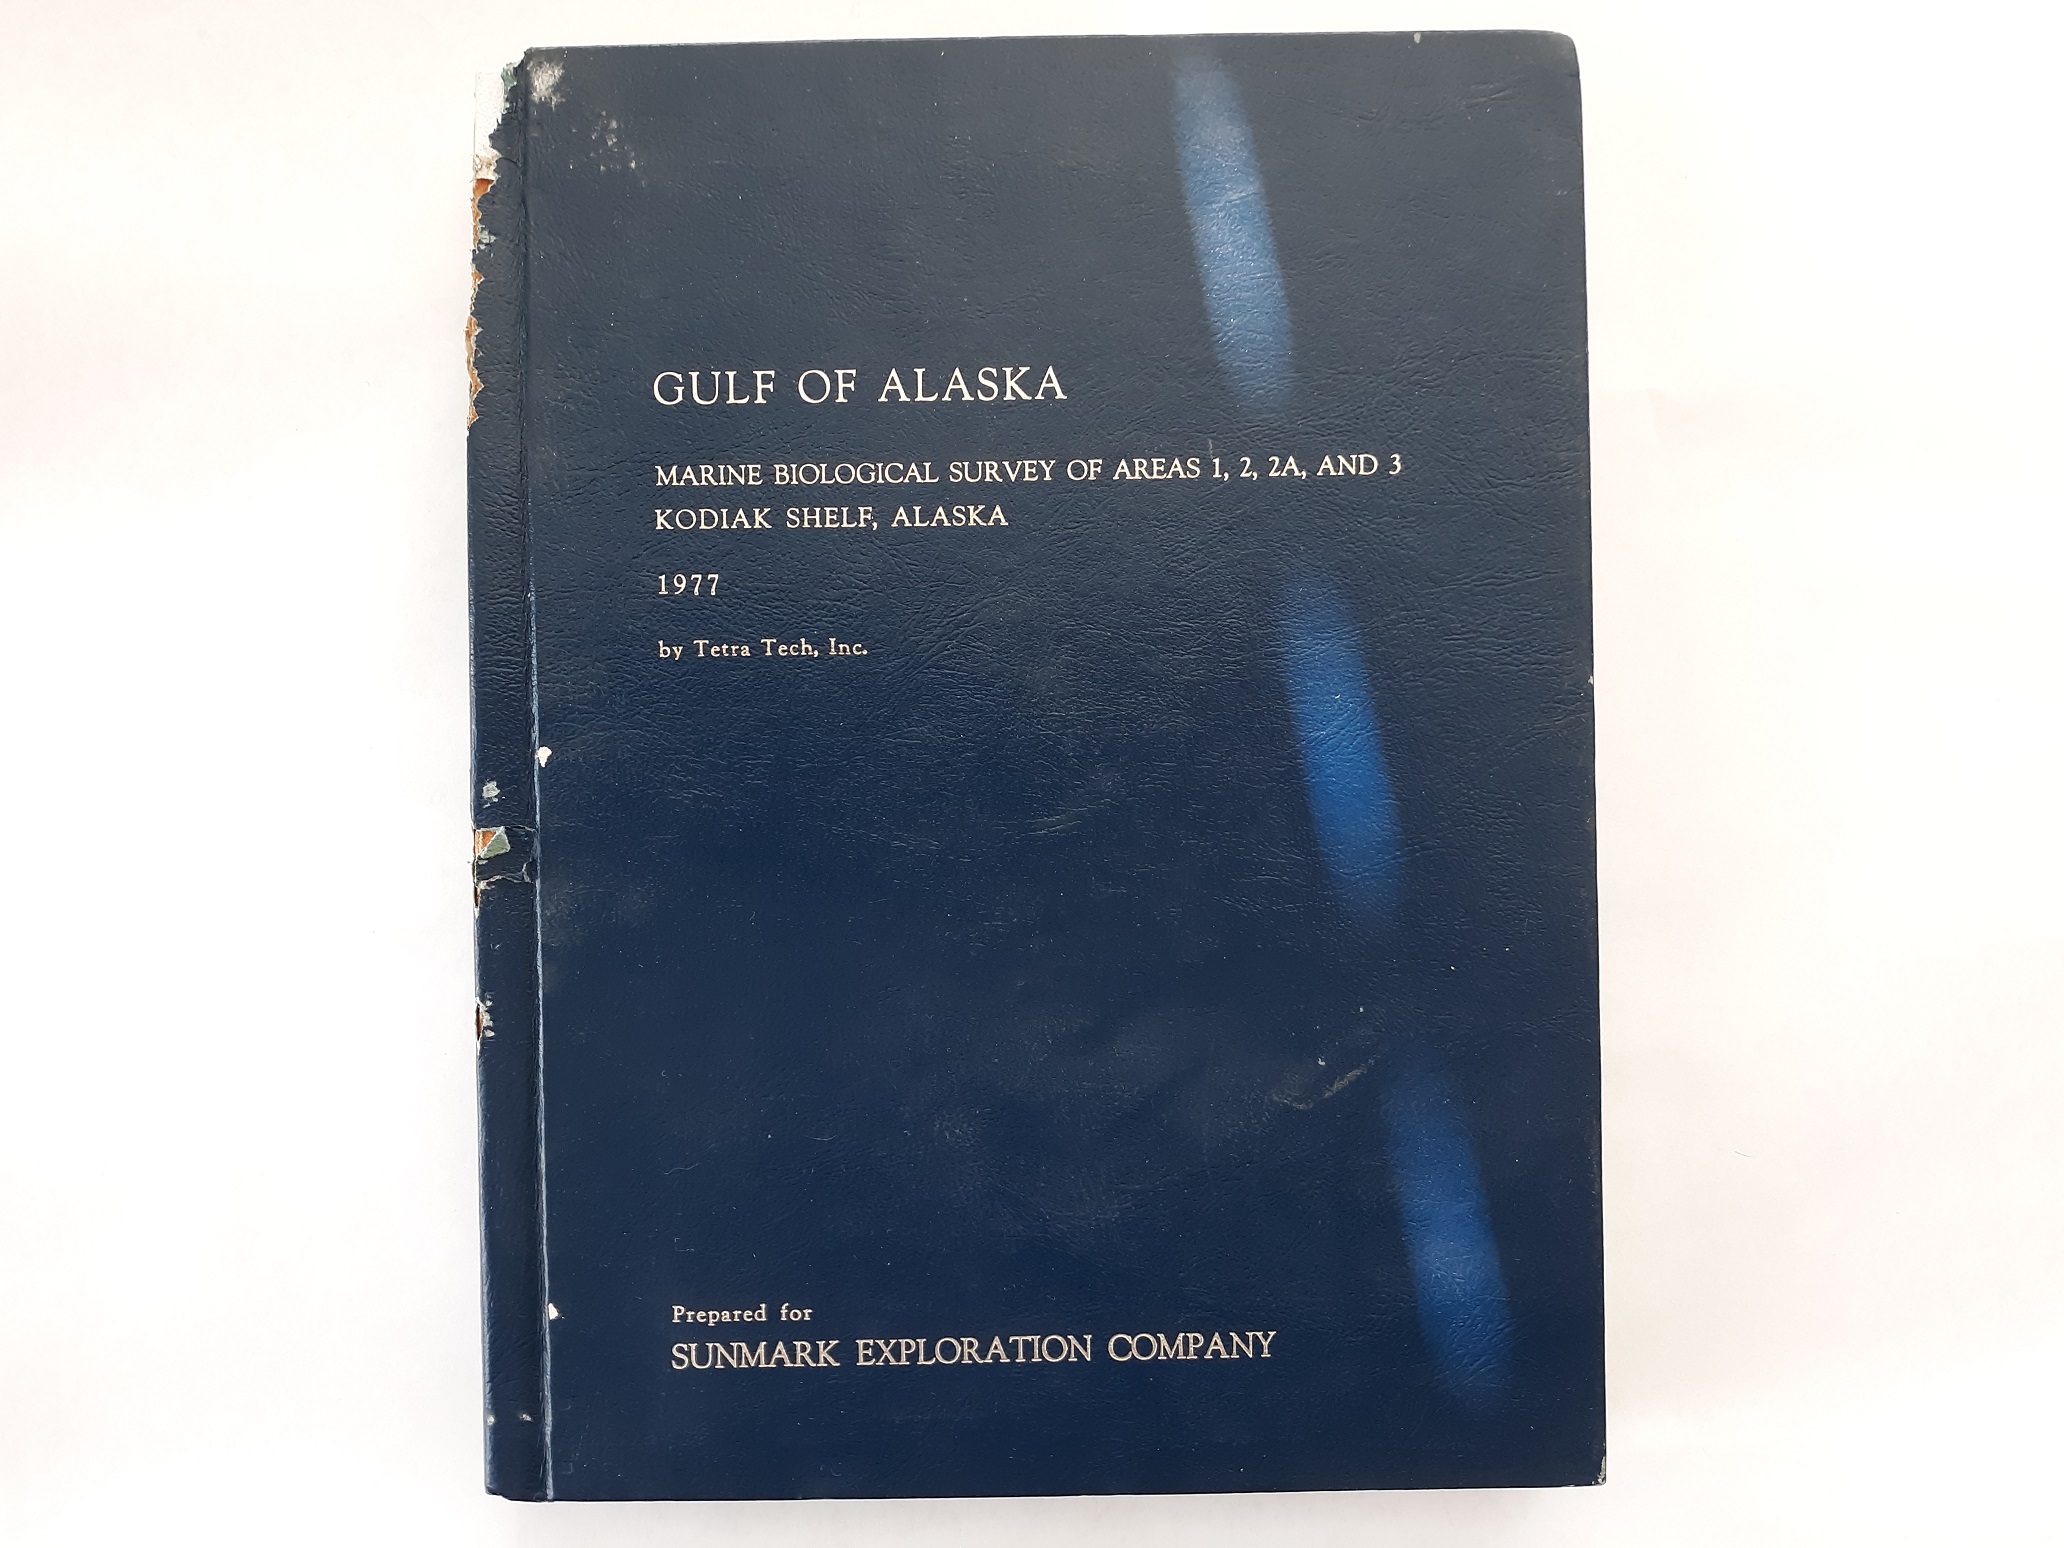 GULF OF ALASKA
MARINE BIOLOGICAL SURVEY OF AREAS 1, 2, 2A, AND 3
KODIAK SHELF, ALASKA
1977
by Tetra Tech, Inc.
Prepared for
SUNMARK EXPLORATION COMPANY